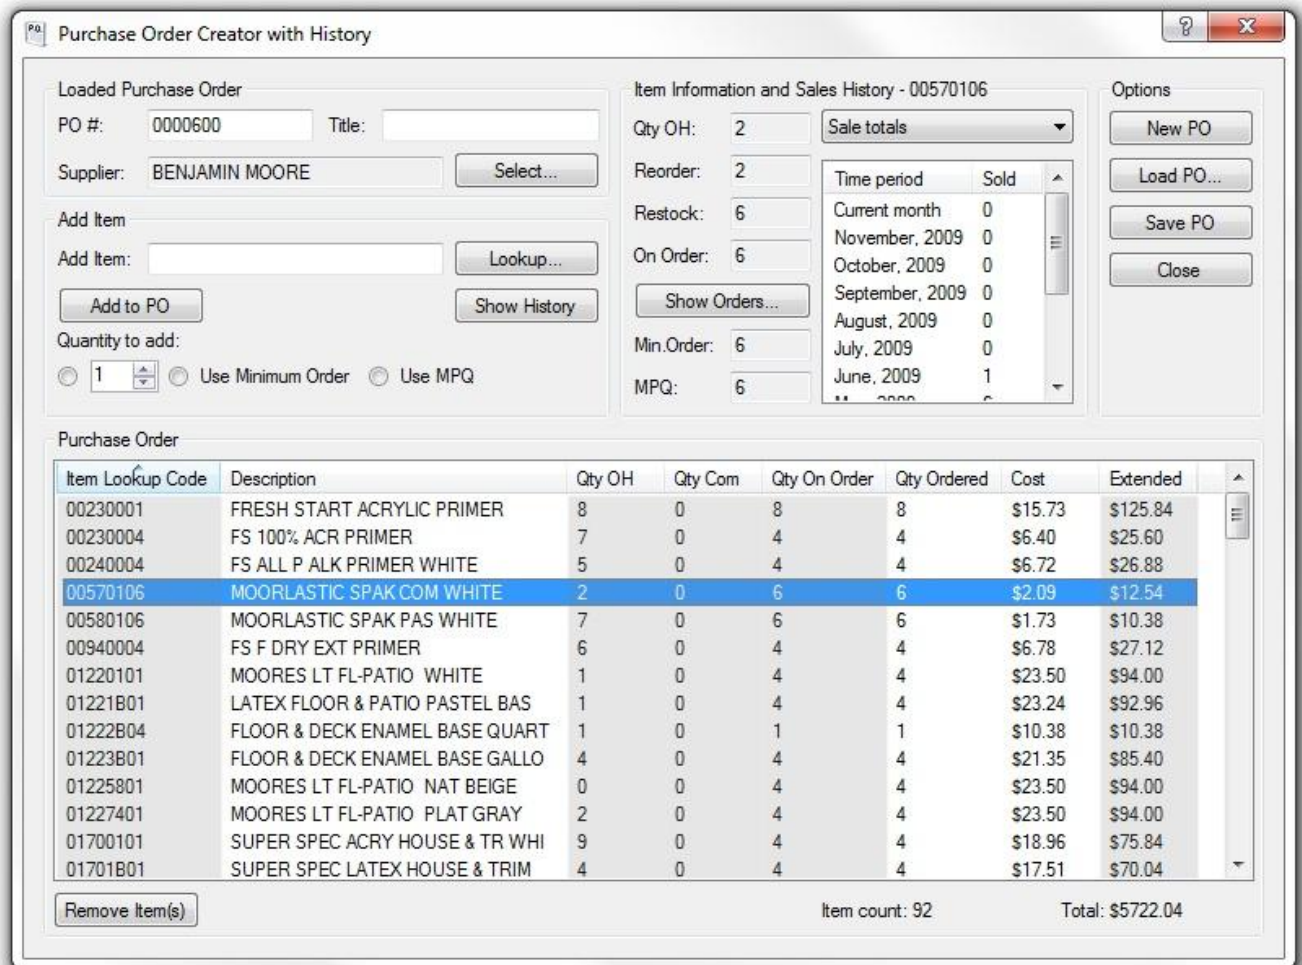 P.O.
Purchase Order Creator with History
Loaded Purchase Order
PO #: 0000600 Title:
Supplier: BENJAMIN MOORE Select...
Add Item
Add Item: Lookup...
Add to PO Show History
Quantity to add:
1 Use Minimum Order Use MPQ
Item Information and Sales History - 00570106
Qty OH: 2 Sale totals
Reorder: 2
Restock: 6
On Order: 6
Show Orders...
Min.Order: 6
MPQ: 6
Time period Sold
Current month 0
November, 2009 0
October, 2009 0
September, 2009 0
August, 2009 0
July, 2009 0
June, 2009 1
Options
New PO
Load PO...
Save PO
Close
Purchase Order
Item Lookup Code Description Qty OH Qty Com Qty On Order Qty Ordered Cost Extended
00230001 FRESH START ACRYLIC PRIMER 8 0 8 8 $15.73 $125.84
00230004 FS 100% ACR PRIMER 7 0 4 4 $6.40 $25.60
00240004 FS ALL P ALK PRIMER WHITE 5 0 4 4 $6.72 $26.88
00570106 MOORLASTIC SPAK COM WHITE 2 0 6 6 $2.09 $12.54
00580106 MOORLASTIC SPAK PAS WHITE 7 0 6 6 $1.73 $10.38
00940004 FS F DRY EXT PRIMER 6 0 4 4 $6.78 $27.12
01220101 MOORES LT FL-PATIO WHITE 1 0 4 4 $23.50 $94.00
01221B01 LATEX FLOOR & PATIO PASTEL BAS 1 0 4 4 $23.24 $92.96
01222B04 FLOOR & DECK ENAMEL BASE QUART 1 0 1 1 $10.38 $10.38
01223B01 FLOOR & DECK ENAMEL BASE GALLO 4 0 4 4 $21.35 $85.40
01225801 MOORES LT FL-PATIO NAT BEIGE 0 0 4 4 $23.50 $94.00
01227401 MOORES LT FL-PATIO PLAT GRAY 2 0 4 4 $23.50 $94.00
01700101 SUPER SPEC ACRY HOUSE & TR WHI 9 0 4 4 $18.96 $75.84
01701B01 SUPER SPEC LATEX HOUSE & TRIM 4 0 4 4 $17.51 $70.04
Remove Item(s) Item count: 92 Total: $5722.04